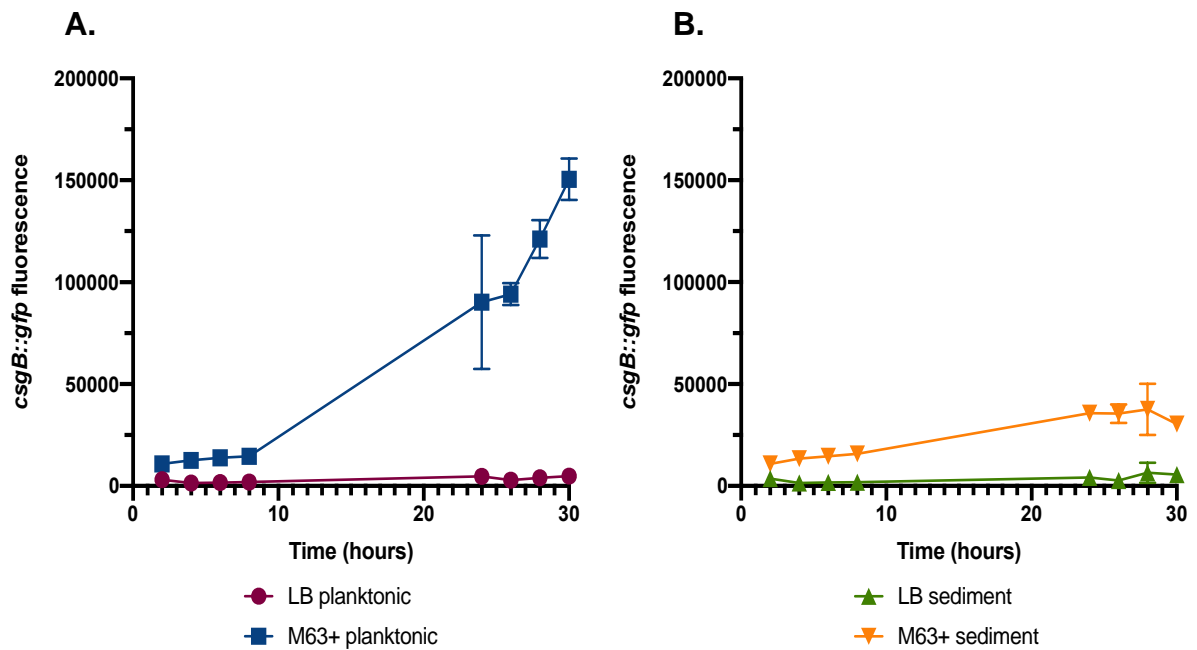 A.
200000
150000
100000
50000
0
csgB::gfp fluorescence
0 10 20 30
Time (hours)
LB planktonic
M63+ planktonic
B.
200000
150000
100000
50000
0
csgB::gfp fluorescence
0 10 20 30
Time (hours)
LB sediment
M63+ sediment